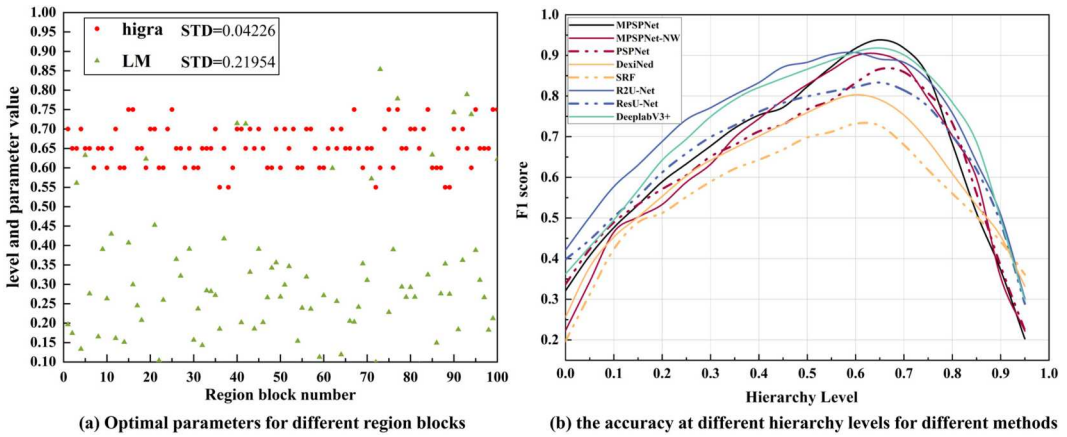 higra STD=0.04226
LM STD=0.21954
level and parameter value
1.00
0.95
0.90
0.85
0.80
0.75
0.70
0.65
0.60
0.55
0.40
0.35
0.30
0.25
0.20
0.15
0.10
0 10 20 30 40 50 60 70 80 90 100
Region block number
(a) Optimal parameters for different region blocks
MPSPNet
MPSPNet-NW
PSPNet
DexiNed
SRF
R2U-Net
ResU-Net
DeeplabV3+
F1 score
1.0
0.9
0.8
0.7
0.6
0.5
0.4
0.3
0.2
0.0 0.1 0.2 0.3 0.4 0.5 0.6 0.7 0.8 0.9 1.0
Hierarchy Level
(b) the accuracy at different hierarchy levels for different methods